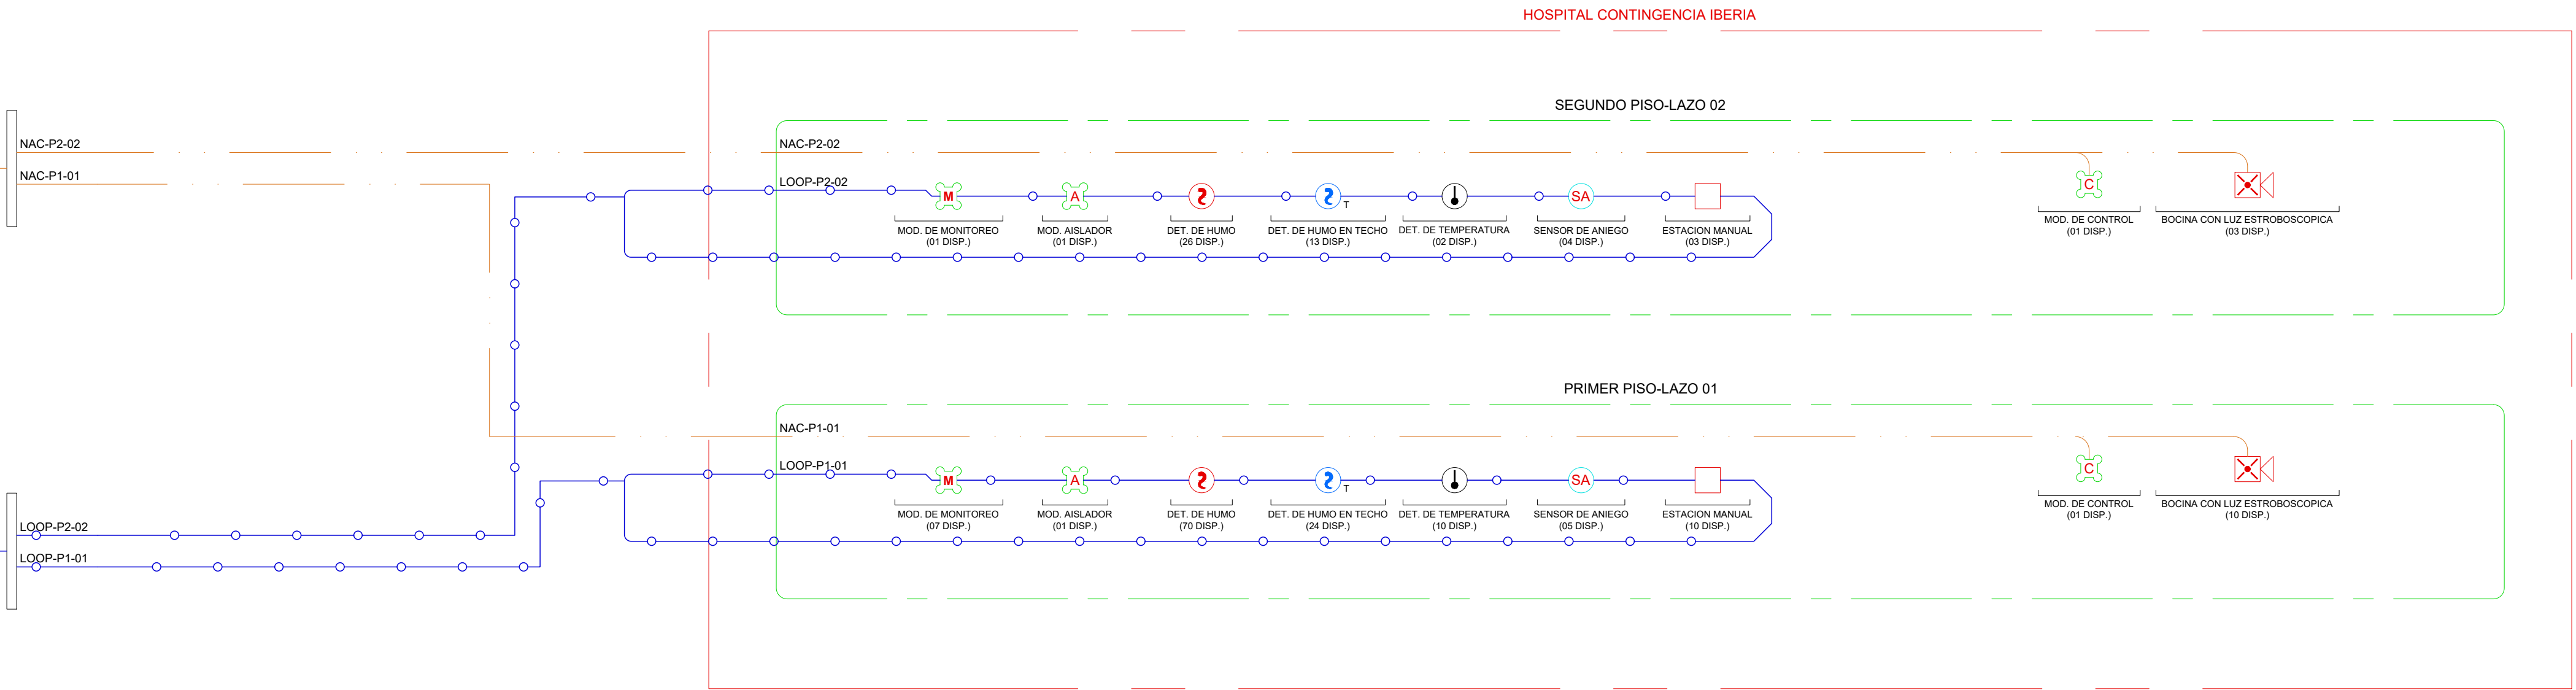 HOSPITAL CONTINGENCIA IBERIA
SEGUNDO PISO-LAZO 02
NAC-P2-02
NAC-P2-02
NAC-P1-01
LOOP-P2-02
M
A
T
SA
C
MOD. DE MONITOREO
(01 DISP.)
MOD. AISLADOR
(01 DISP.)
DET. DE HUMO
(26 DISP.)
DET. DE HUMO EN TECHO
(13 DISP.)
DET. DE TEMPERATURA
(02 DISP.)
SENSOR DE ANIEGO
(04 DISP.)
ESTACION MANUAL
(03 DISP.)
MOD. DE CONTROL
(01 DISP.)
BOCINA CON LUZ ESTROBOSCOPICA
(03 DISP.)
PRIMER PISO-LAZO 01
NAC-P1-01
LOOP-P1-01
M
A
T
SA
C
MOD. DE MONITOREO
(07 DISP.)
MOD. AISLADOR
(01 DISP.)
DET. DE HUMO
(70 DISP.)
DET. DE HUMO EN TECHO
(24 DISP.)
DET. DE TEMPERATURA
(10 DISP.)
SENSOR DE ANIEGO
(05 DISP.)
ESTACION MANUAL
(10 DISP.)
MOD. DE CONTROL
(01 DISP.)
BOCINA CON LUZ ESTROBOSCOPICA
(10 DISP.)
LOOP-P2-02
LOOP-P1-01